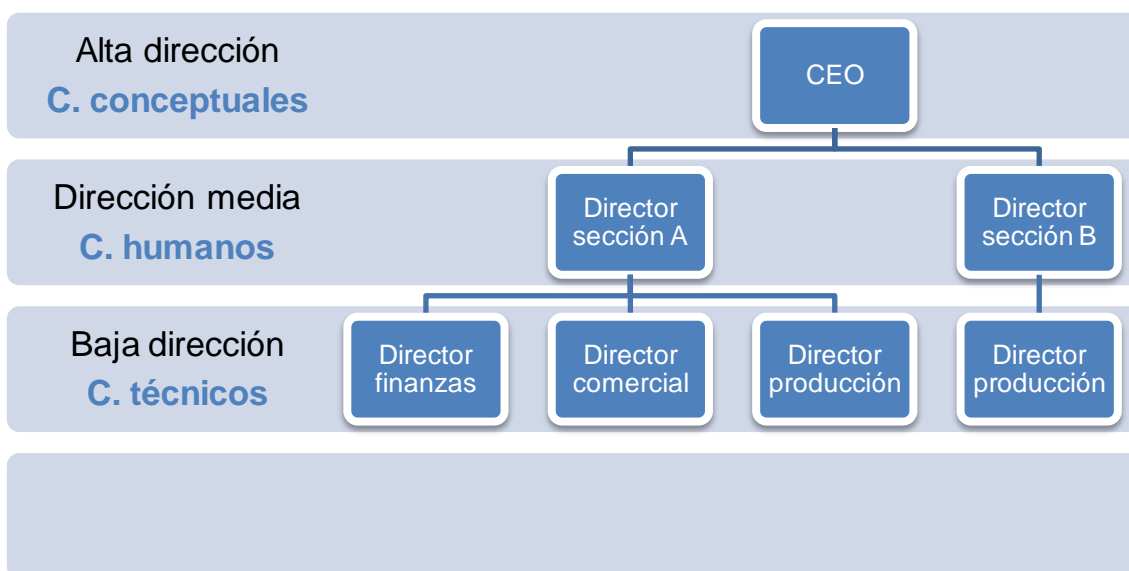 Alta dirección
C. conceptuales
CEO
Dirección media
C. humanos
Director
sección A
Director
sección B
Baja dirección
C. técnicos
Director
finanzas
Director
comercial
Director
producción
Director
producción